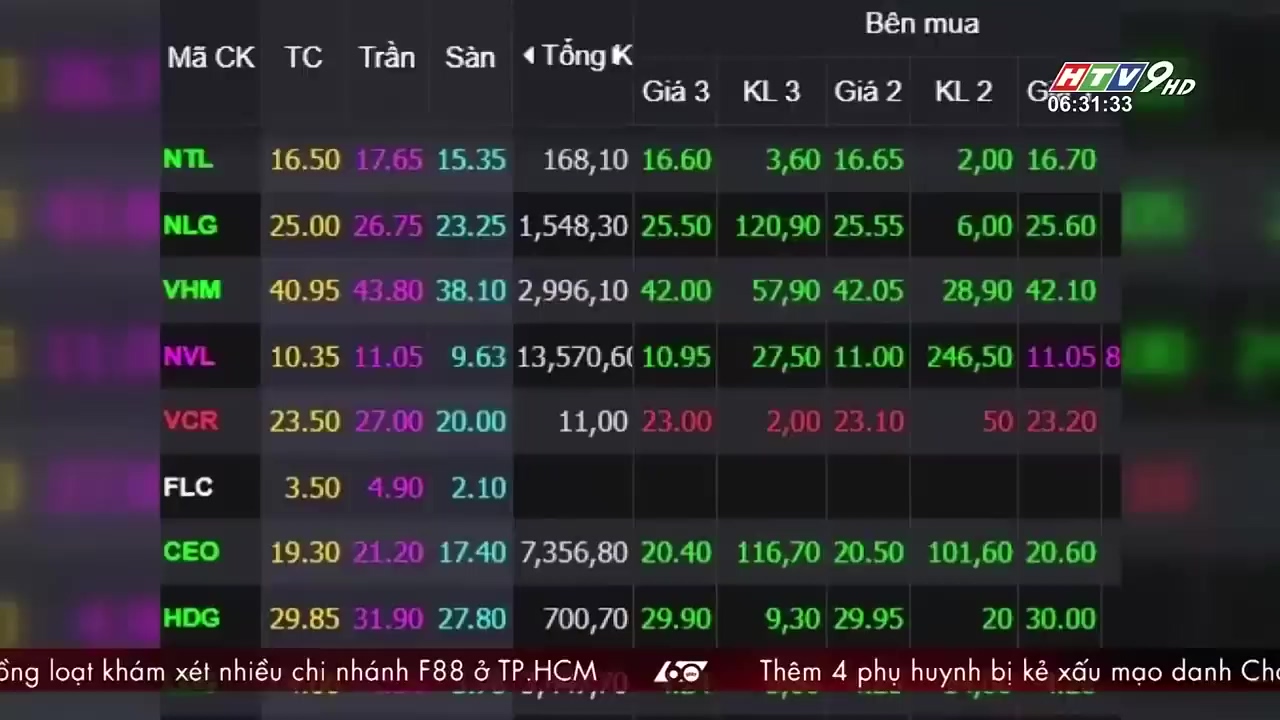 Bên mua
Mã CK TC Trần Sàn Tổng K
Giá 3 KL 3 Giá 2 KL 2
HTV9 HD
06:31:33
NTL 16.50 17.65 15.35 168,10 16.60 3,60 16.65 2,00 16.70
NLG 25.00 26.75 23.25 1,548,30 25.50 120,90 25.55 6,00 25.60
VHM 40.95 43.80 38.10 2,996,10 42.00 57,90 42.05 28,90 42.10
NVL 10.35 11.05 9.63 13,570,60 10.95 27,50 11.00 246,50 11.05 8
VCR 23.50 27.00 20.00 11,00 23.00 2,00 23.10 50 23.20
FLC 3.50 4.90 2.10
CEO 19.30 21.20 17.40 7,356,80 20.40 116,70 20.50 101,60 20.60
HDG 29.85 31.90 27.80 700,70 29.90 9,30 29.95 20 30.00
ồng loạt khám xét nhiều chi nhánh F88 ở TP.HCM 60 giây Thêm 4 phụ huynh bị kẻ xấu mạo danh Ch